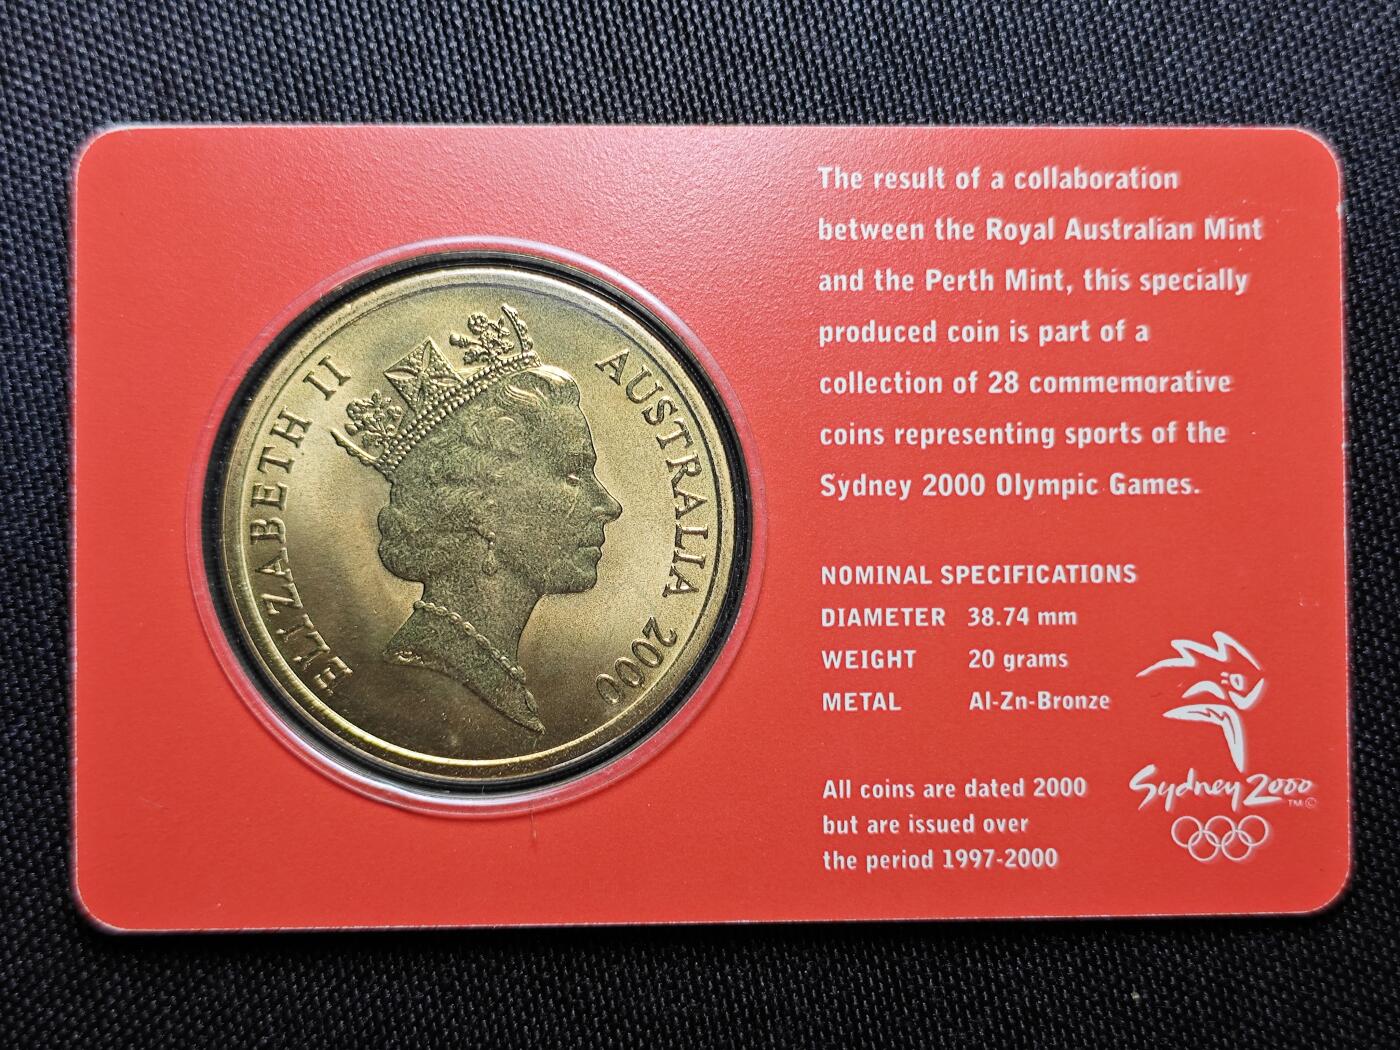 ELIZABETH II
AUSTRALIA 2000
The result of a collaboration
between the Royal Australian Mint
and the Perth Mint, this specially
produced coin is part of a
collection of 28 commemorative
coins representing sports of the
Sydney 2000 Olympic Games.
NOMINAL SPECIFICATIONS
DIAMETER 38.74 mm
WEIGHT 20 grams
METAL Al-Zn-Bronze
All coins are dated 2000
but are issued over
the period 1997-2000
Sydney 2000
TM ©